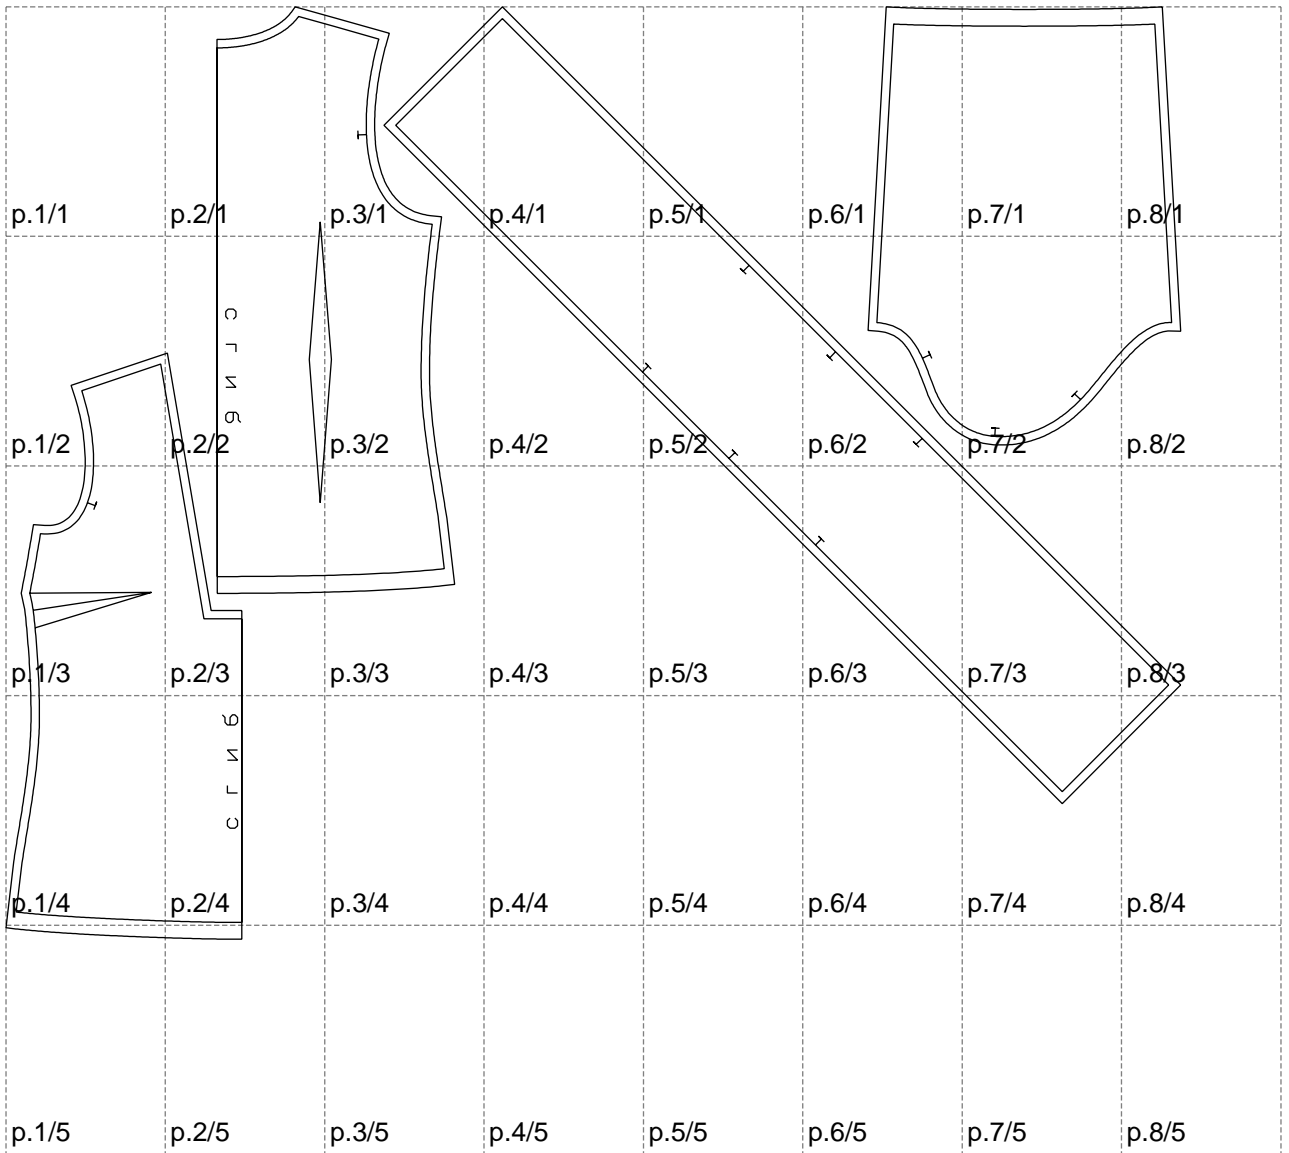 p.1/1 p.2/1 p.3/1 p.4/1 p.5/1 p.6/1 p.7/1 p.8/1
сгиб
p.1/2 p.2/2 p.3/2 p.4/2 p.5/2 p.6/2 p.7/2 p.8/2
p.1/3 p.2/3 p.3/3 p.4/3 p.5/3 p.6/3 p.7/3 p.8/3
сгиб
p.1/4 p.2/4 p.3/4 p.4/4 p.5/4 p.6/4 p.7/4 p.8/4
p.1/5 p.2/5 p.3/5 p.4/5 p.5/5 p.6/5 p.7/5 p.8/5